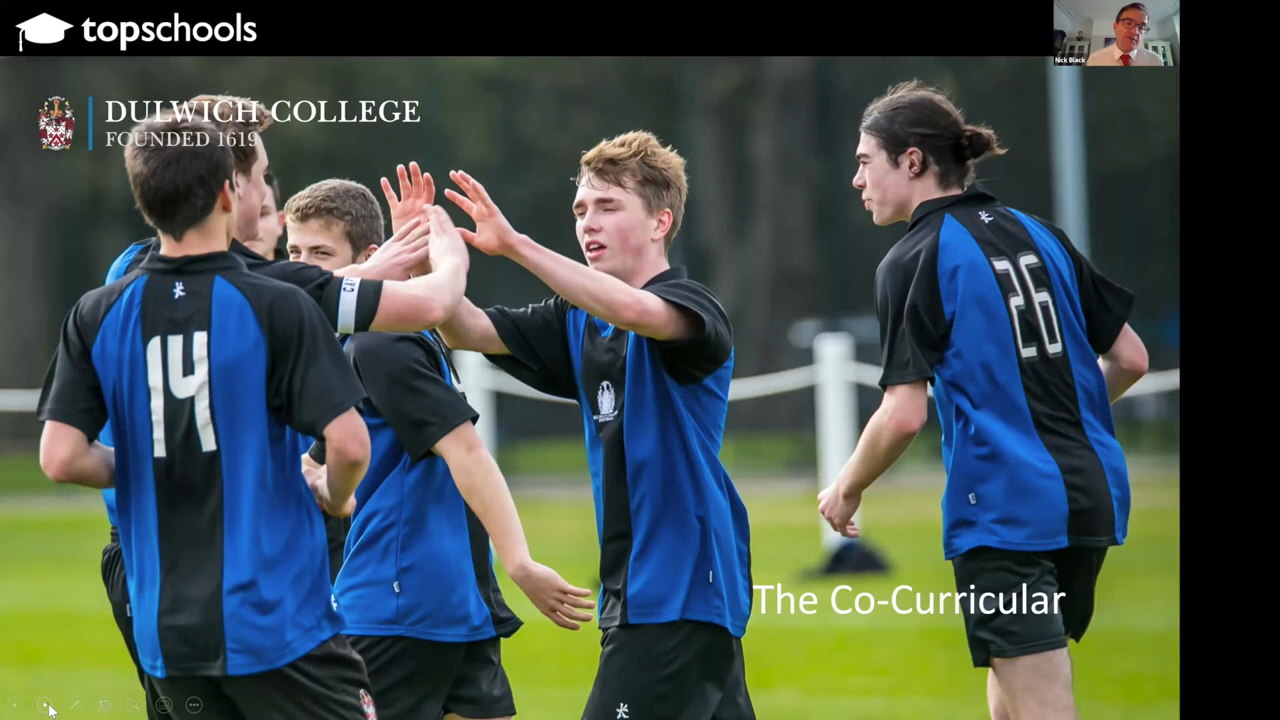 topschools
Nick Black
DULWICH COLLEGE
FOUNDED 1619
14
26
The Co-Curricular